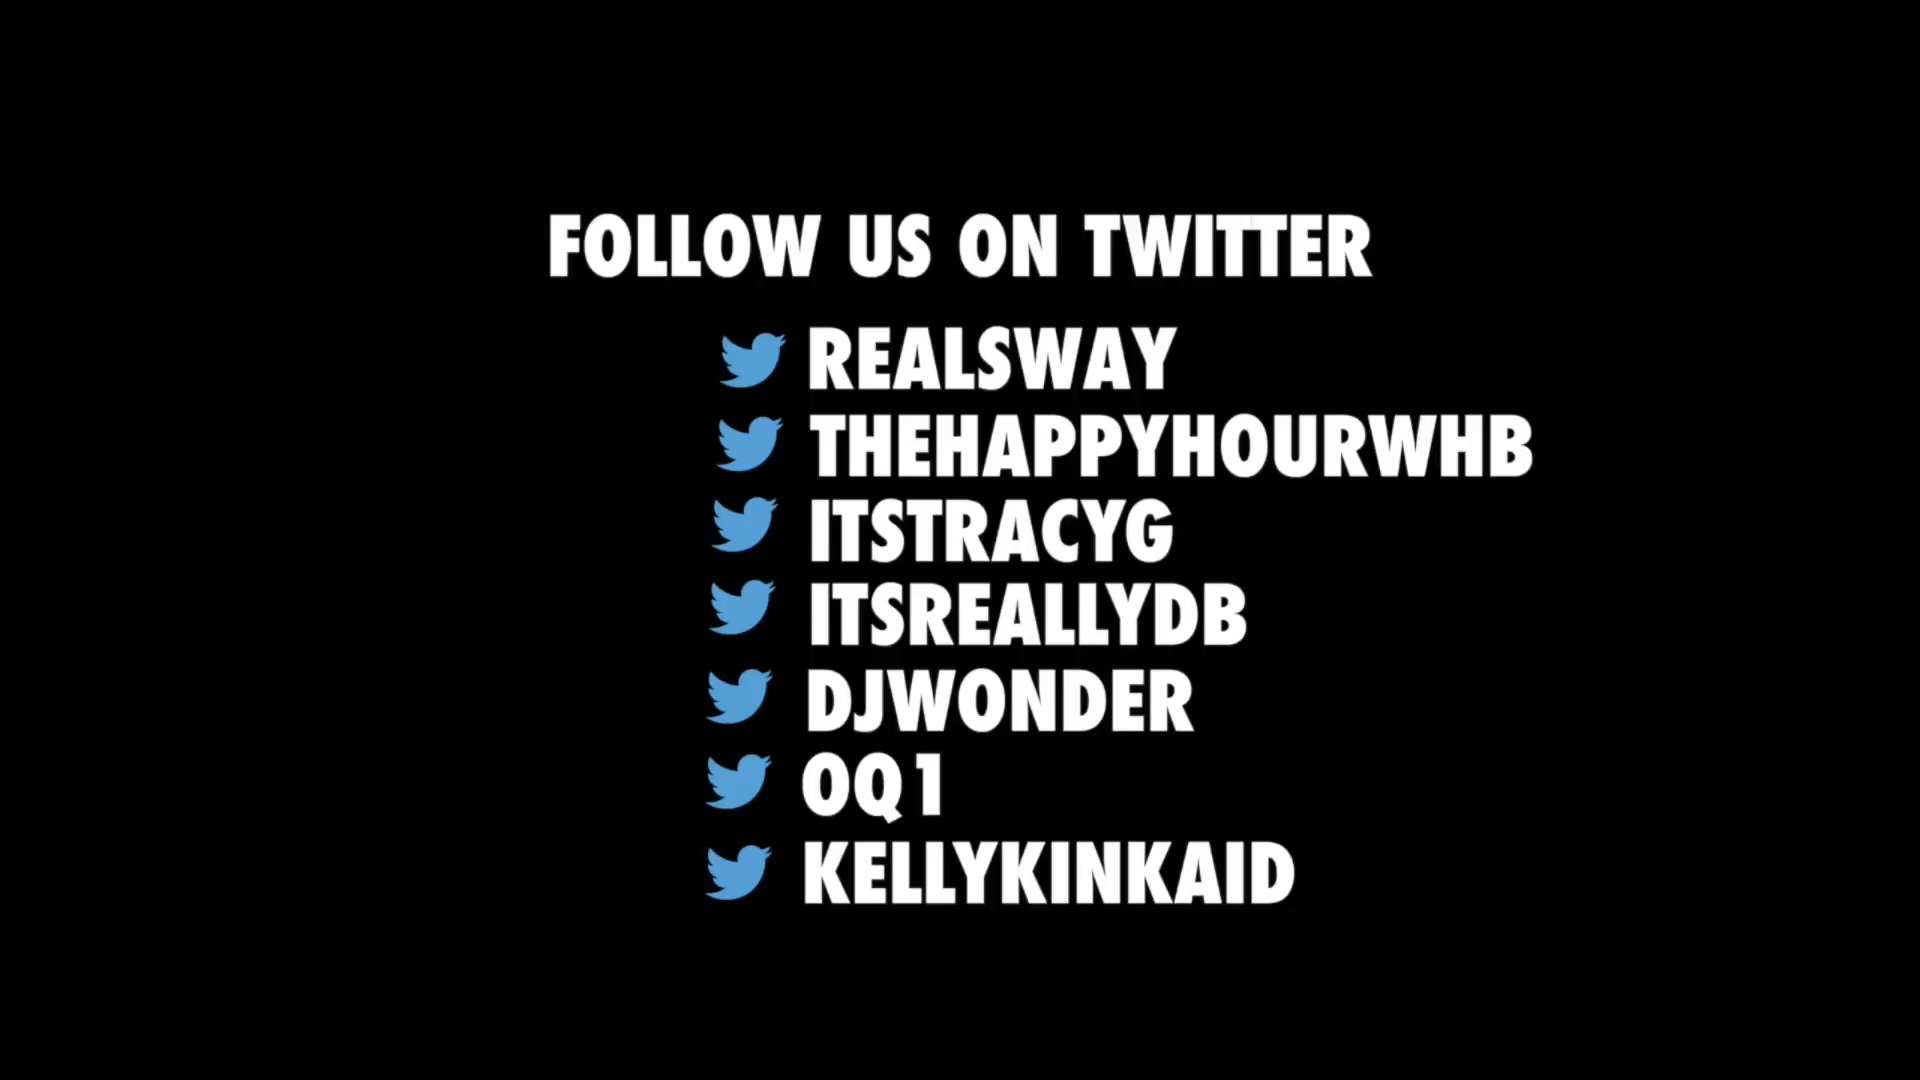 FOLLOW US ON TWITTER
REALSWAY
THEHAPPYHOURWHB
ITSTRACYG
ITSREALLYDB
DJWONDER
OQ1
KELLYKINKAID